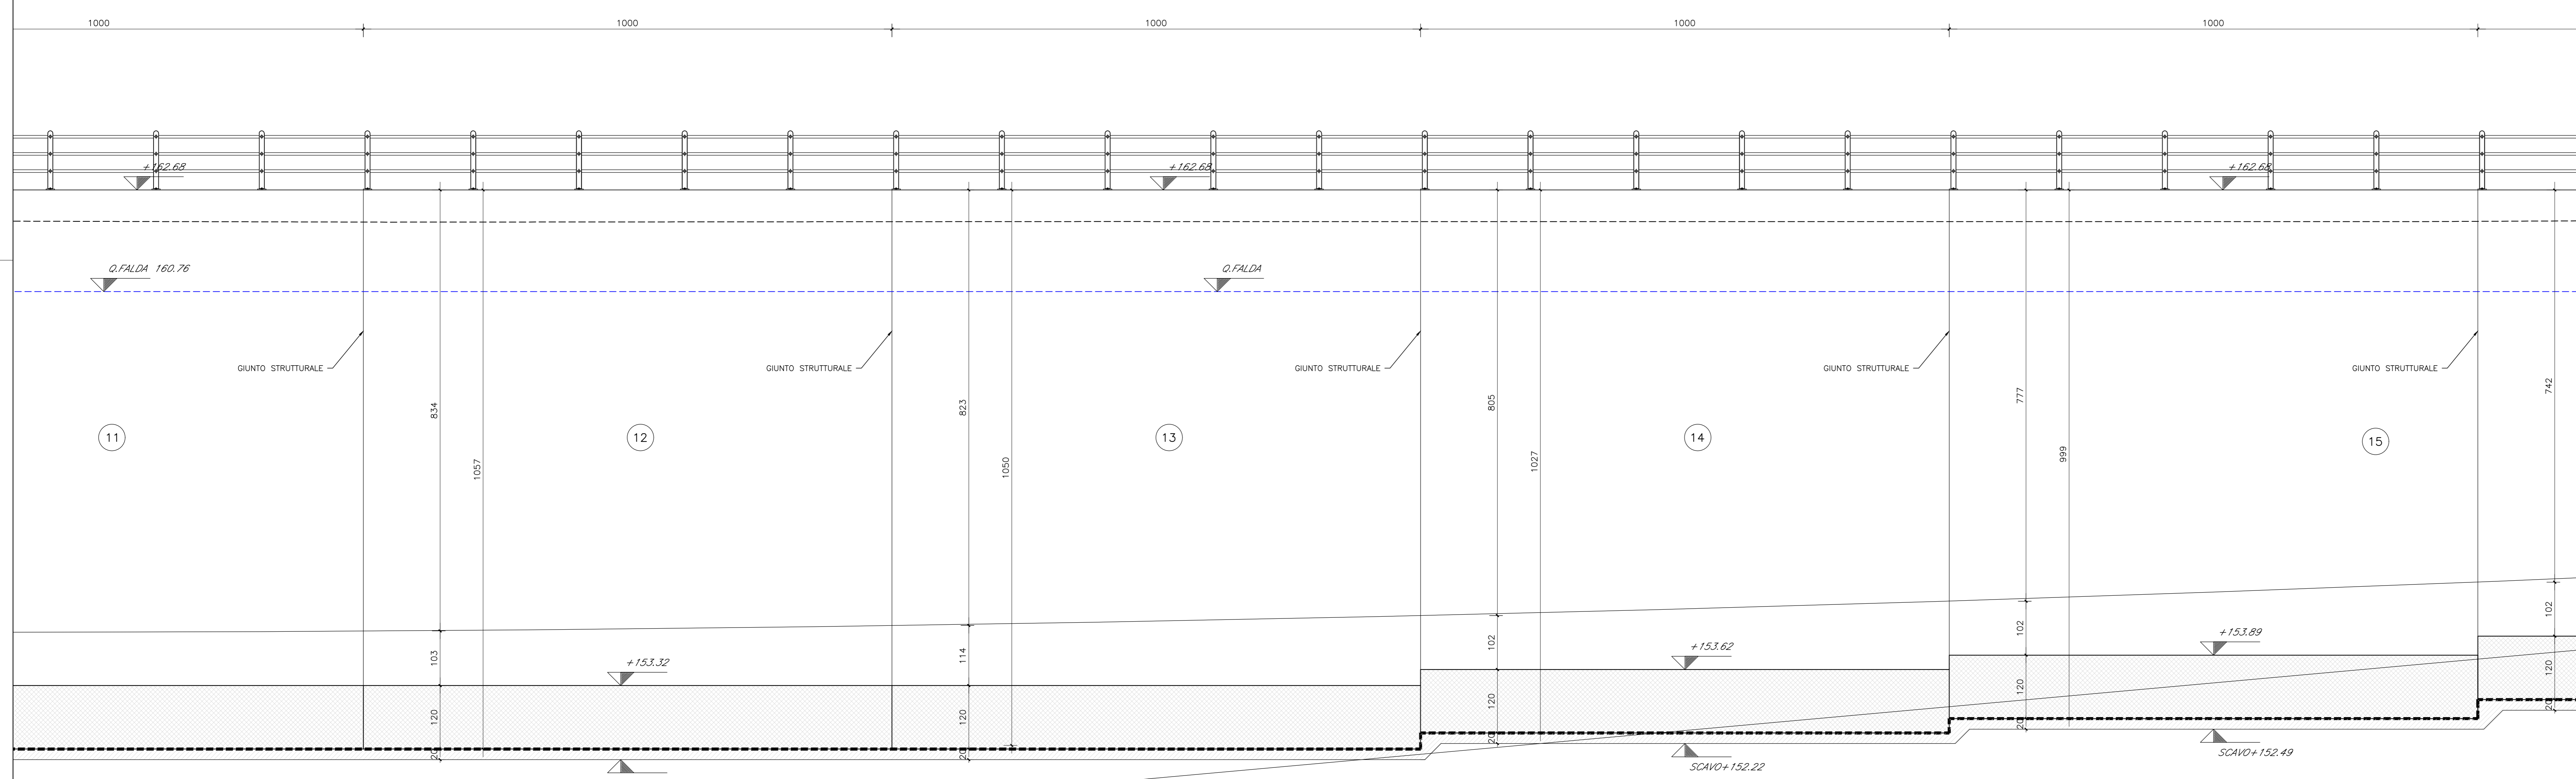 1000 1000 1000 1000 1000
+162.68 +162.68 +162.68
Q.FALDA 160.76 Q.FALDA
GIUNTO STRUTTURALE GIUNTO STRUTTURALE GIUNTO STRUTTURALE GIUNTO STRUTTURALE GIUNTO STRUTTURALE
834 823 805 777 742
11 12 13 14 15
1057 1050 1027 999
103 114 102 102 102
+153.32 +153.62 +153.89
120 120 120 120 120
20 20 20 20 20
SCAVO+152.22 SCAVO+152.49